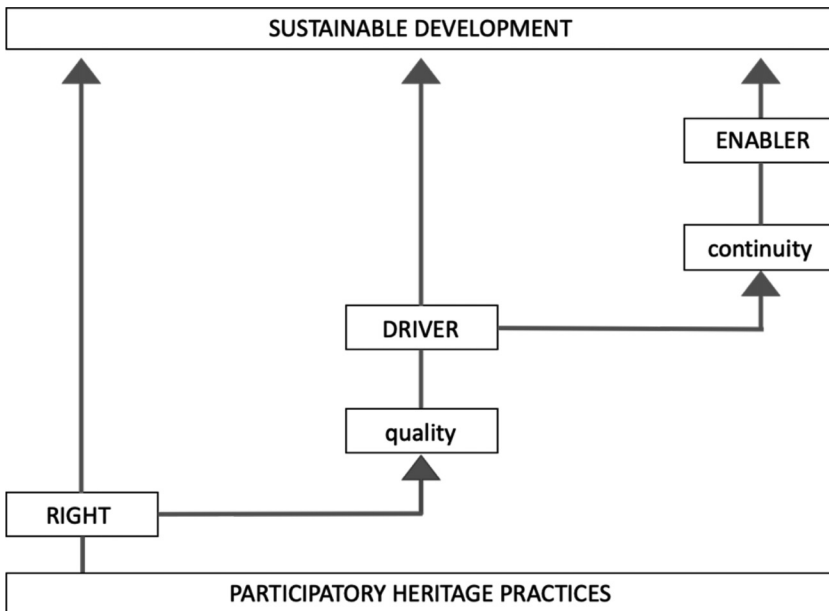 SUSTAINABLE DEVELOPMENT
ENABLER
continuity
DRIVER
quality
RIGHT
PARTICIPATORY HERITAGE PRACTICES